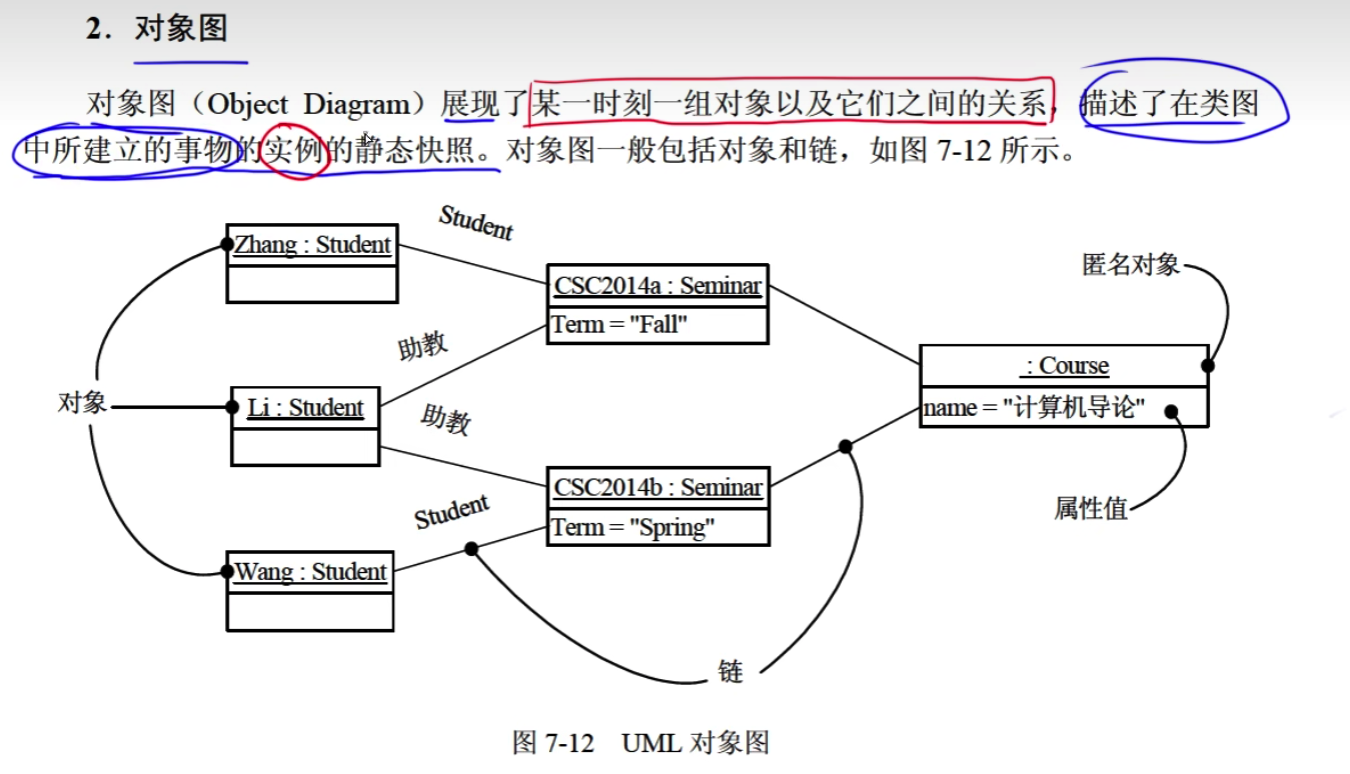 2. 对象图
对象图（Object Diagram）展现了某一时刻一组对象以及它们之间的关系，描述了在类图
中所建立的事物的实例的静态快照。对象图一般包括对象和链，如图 7-12 所示。
Student
Zhang : Student
匿名对象
CSC2014a : Seminar
Term = "Fall"
助教
: Course
name = "计算机导论"
对象
Li : Student
助教
CSC2014b : Seminar
Term = "Spring"
属性值
Student
Wang : Student
链
图 7-12 UML 对象图